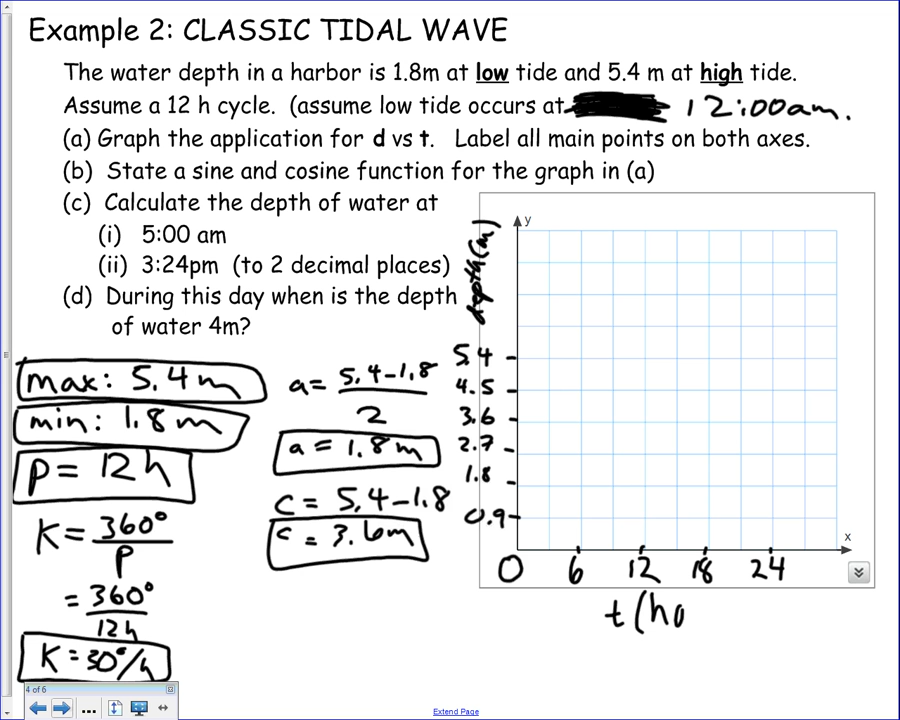 Example 2: CLASSIC TIDAL WAVE
The water depth in a harbor is 1.8m at low tide and 5.4 m at high tide.
Assume a 12 h cycle. (assume low tide occurs at 12:00am.
(a) Graph the application for d vs t. Label all main points on both axes.
(b) State a sine and cosine function for the graph in (a)
(c) Calculate the depth of water at
(i) 5:00 am
(ii) 3:24pm (to 2 decimal places)
(d) During this day when is the depth
of water 4m?
max: 5.4m
min: 1.8m
P = 12h
K = 360°
P
= 360°
12h
K = 30°/h
a = 5.4-1.8
2
a = 1.8m
c = 5.4-1.8
c = 3.6m
y
depth(m)
5.4
4.5
3.6
2.7
1.8
0.9
x
0 6 12 18 24
t(ho
4 of 6
...
Extend Page